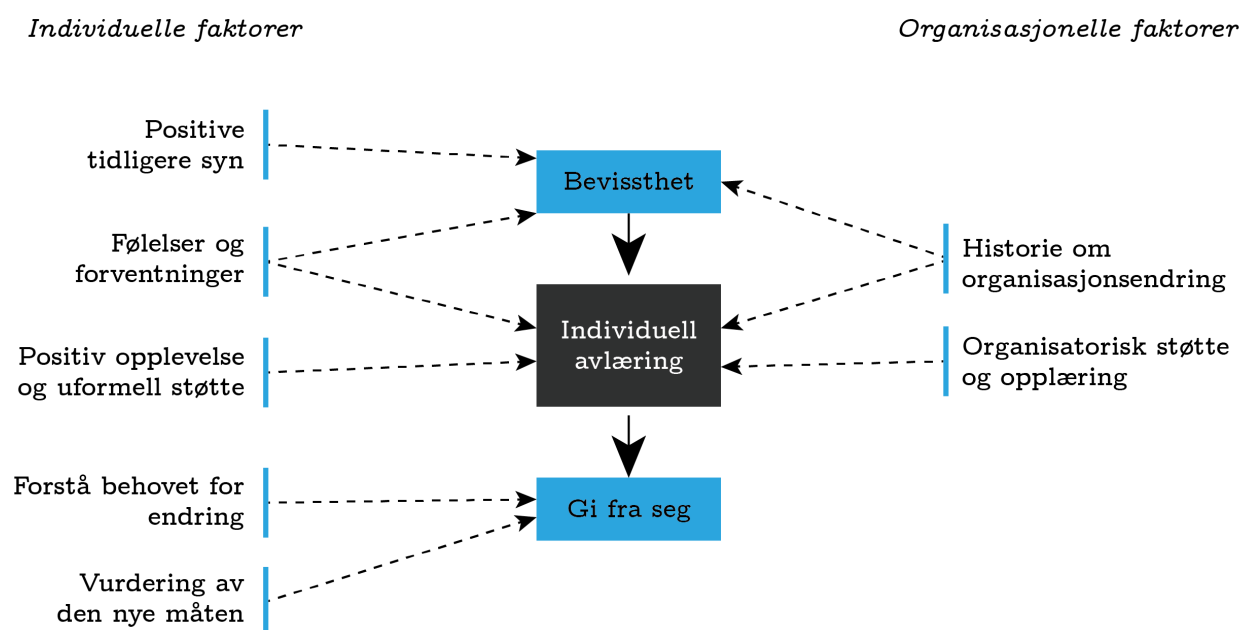 Individuelle faktorer
Organisasjonelle faktorer
Positive
tidligere syn
Følelser og
forventninger
Positiv opplevelse
og uformell støtte
Forstå behovet for
endring
Vurdering av
den nye måten
Bevissthet
Individuell
avlæring
Gi fra seg
Historie om
organisasjonsendring
Organisatorisk støtte
og opplæring